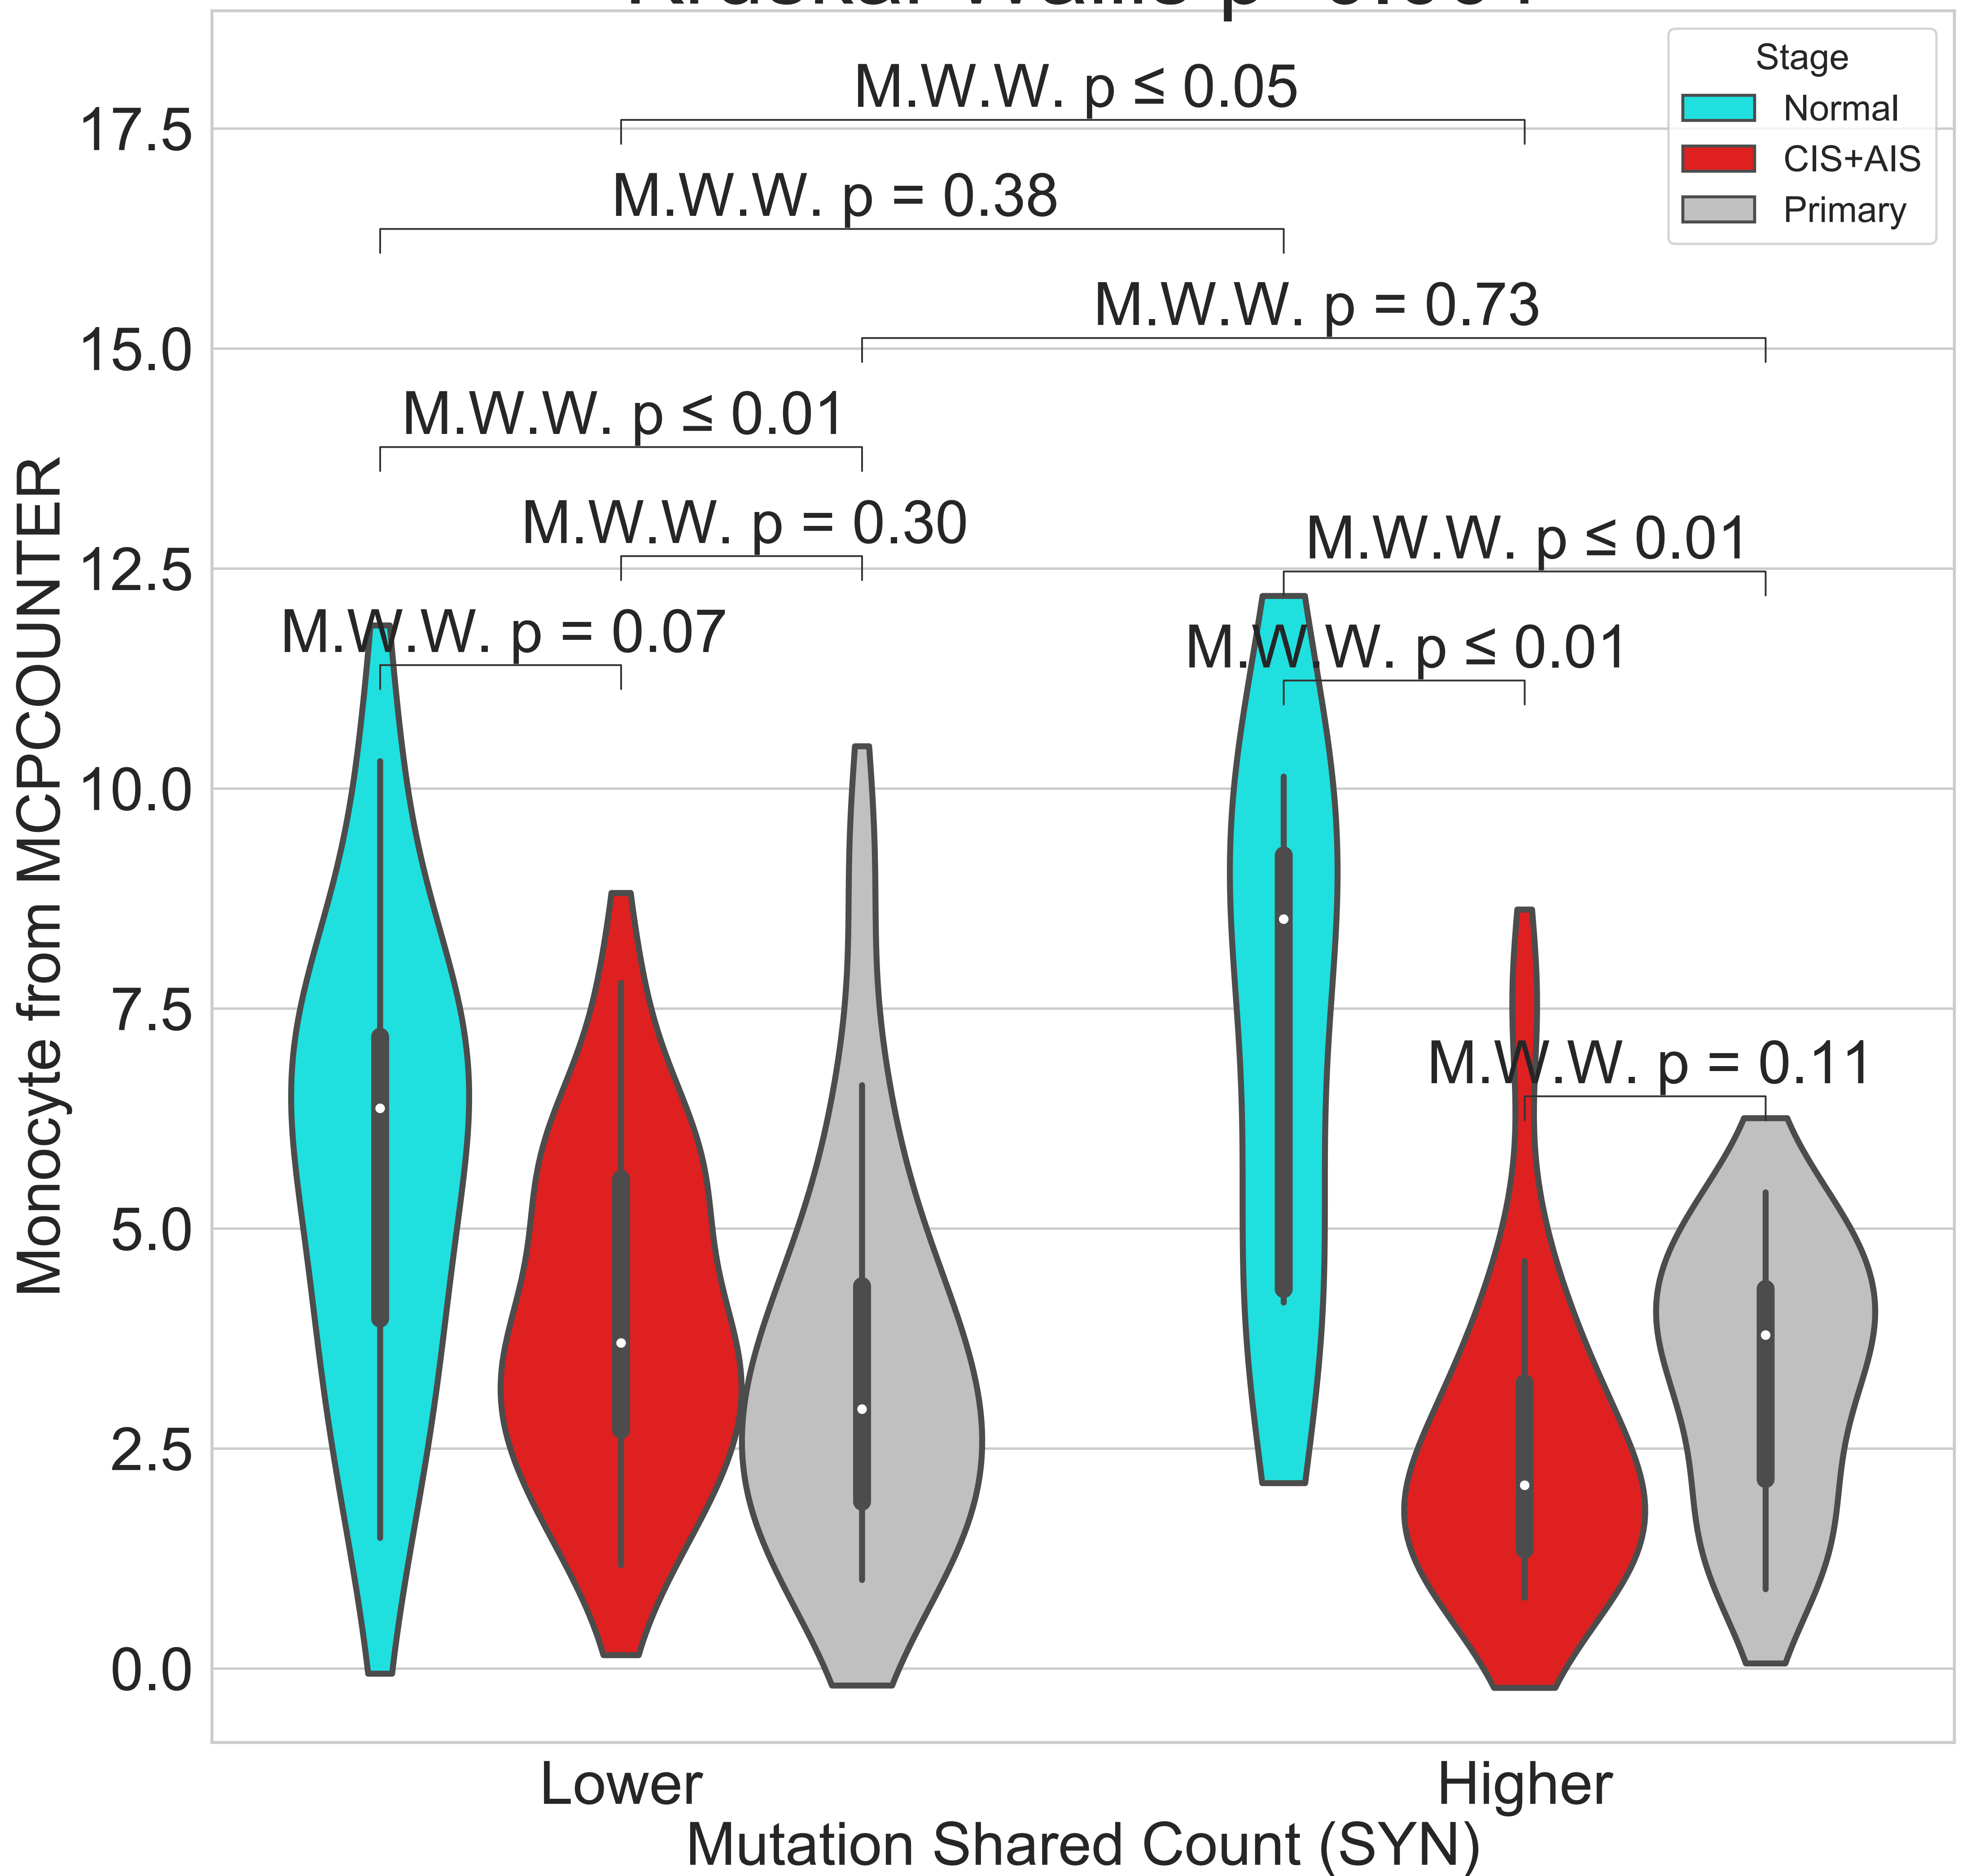 Stage
Normal
CIS+AIS
Primary
M.W.W. p ≤ 0.05
M.W.W. p = 0.38
M.W.W. p = 0.73
M.W.W. p ≤ 0.01
M.W.W. p = 0.30
M.W.W. p ≤ 0.01
M.W.W. p = 0.07
M.W.W. p ≤ 0.01
M.W.W. p = 0.11
17.5
15.0
12.5
10.0
7.5
5.0
2.5
0.0
Monocyte from MCPCOUNTER
Lower
Higher
Mutation Shared Count (SYN)